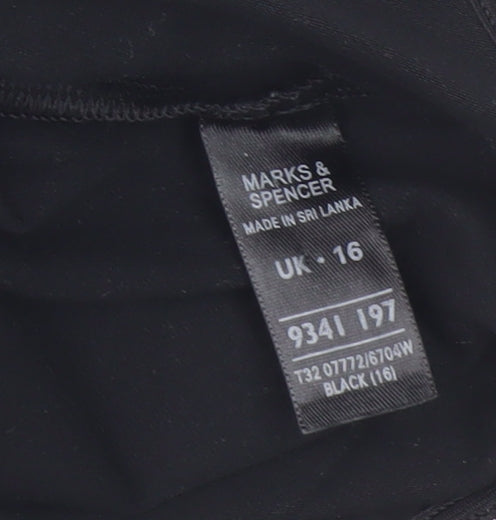 MARKS &
SPENCER
MADE IN SRI LANKA
UK • 16
9341 197
T32 07772/6704W
BLACK (16)